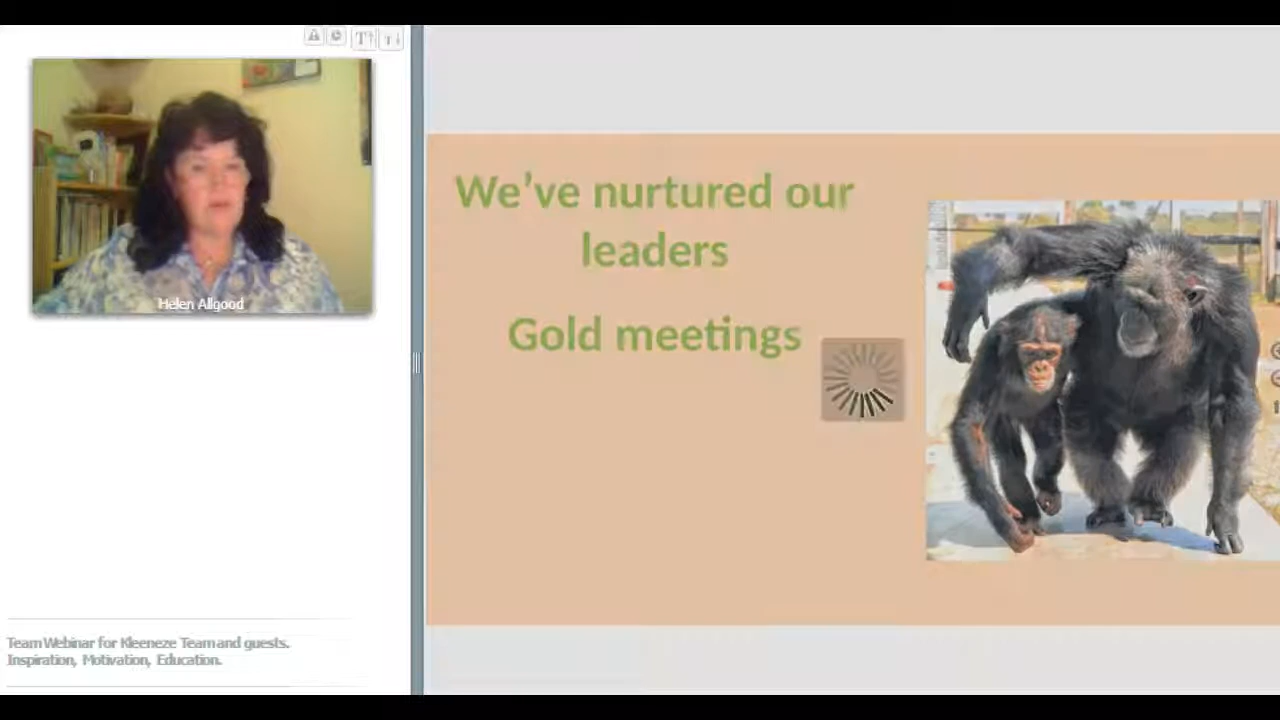 Helen Allgood
Team Webinar for Kleeneze Team and guests.
Inspiration, Motivation, Education.
We've nurtured our
leaders
Gold meetings